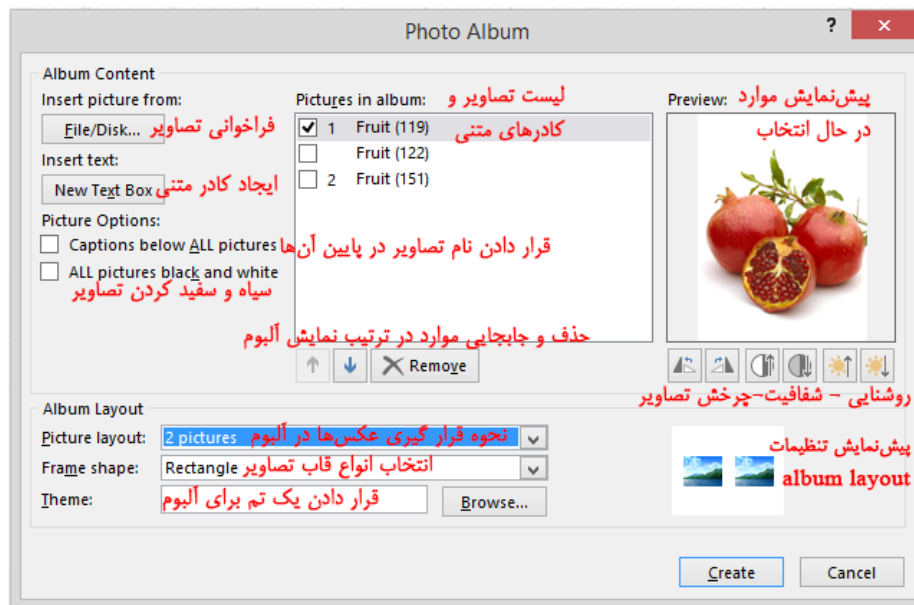 Photo Album
?
Album Content
Insert picture from:
File/Disk...
فراخوانی تصاویر
Insert text:
New Text Box
ایجاد کادر متنی
Picture Options:
Captions below ALL pictures
قرار دادن نام تصاویر در پایین آن‌ها
ALL pictures black and white
سیاه و سفید کردن تصاویر
Pictures in album:
لیست تصاویر و
کادرهای متنی
1 Fruit (119)
Fruit (122)
2 Fruit (151)
حذف و جابجایی موارد در ترتیب نمایش آلبوم
Remove
Preview:
پیش‌نمایش موارد
در حال انتخاب
روشنایی - شفافیت-چرخش تصاویر
Album Layout
Picture layout:
2 pictures
نحوه قرار گیری عکس‌ها در آلبوم
Frame shape:
Rectangle
انتخاب انواع قاب تصاویر
Theme:
قرار دادن یک تم برای آلبوم
Browse...
پیش‌نمایش تنظیمات
album layout
Create
Cancel